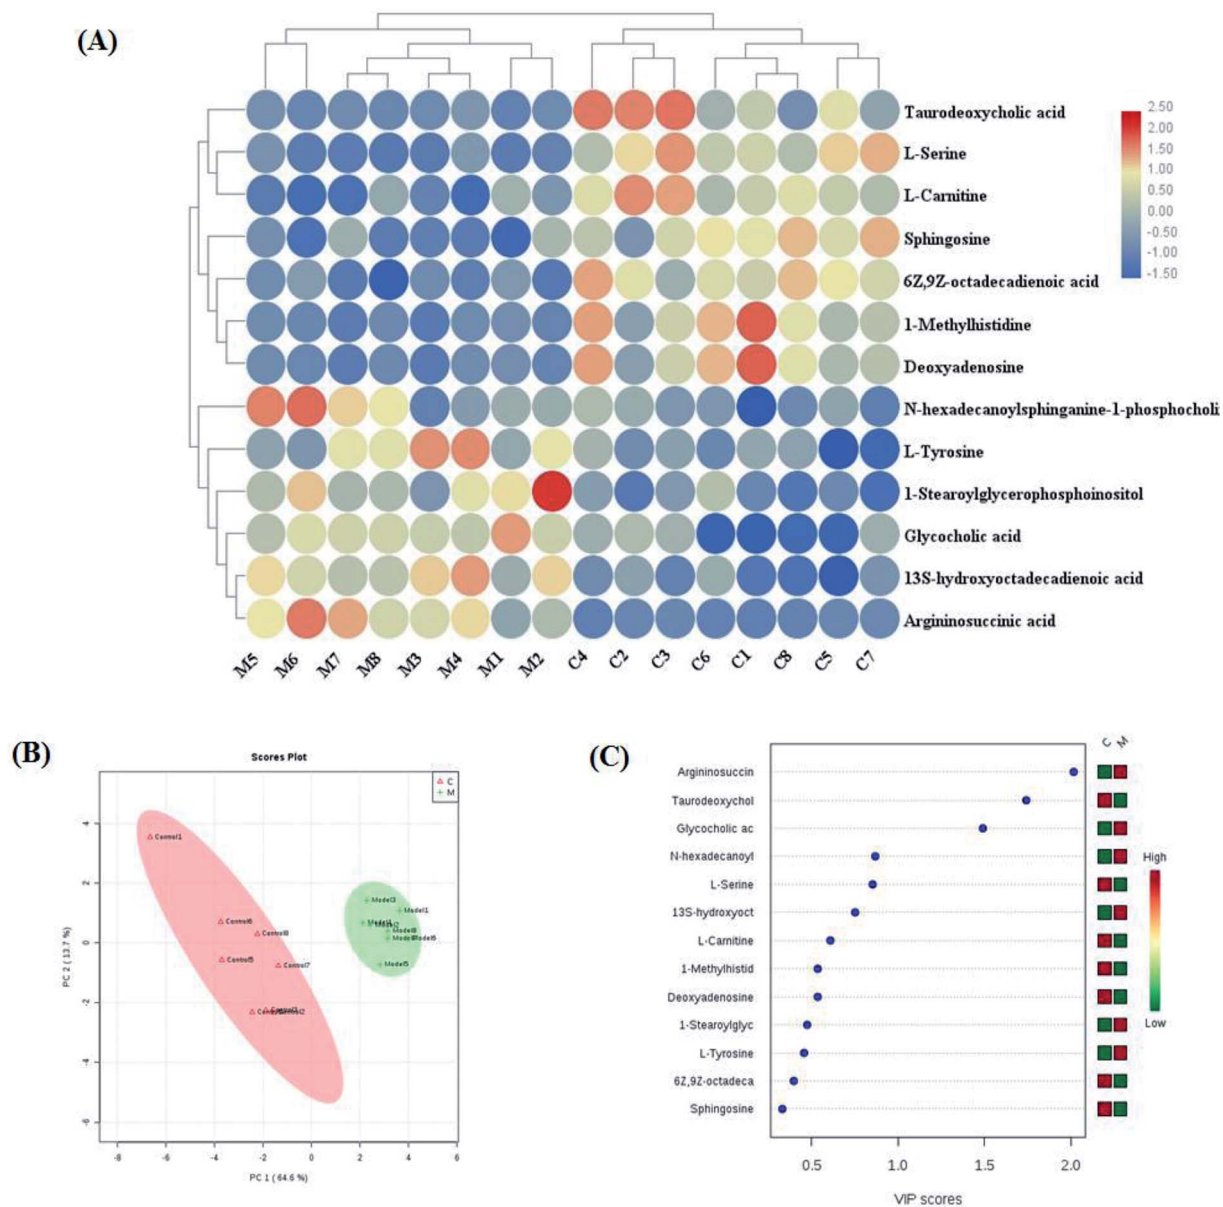 (A)
Taurodeoxycholic acid
L-Serine
L-Carnitine
Sphingosine
6Z,9Z-octadecadienoic acid
1-Methylhistidine
Deoxyadenosine
N-hexadecanoylsphinganine-1-phosphocholi
L-Tyrosine
1-Stearoylglycerophosphoinositol
Glycocholic acid
13S-hydroxyoctadecadienoic acid
Argininosuccinic acid
2.50
2.00
1.50
1.00
0.50
0.00
-0.50
-1.00
-1.50
M5 M6 M7 M8 M3 M4 M1 M2 C4 C2 C3 C6 C1 C8 C5 C7
(B)
Scores Plot
C
M
Control1
Control6
Control8
Control5
Control7
Control2
Model3
Model1
Model2
Model8
Model6
Model5
PC 2 ( 13.7 %)
4
2
0
-2
-4
-6
-8 -6 -4 -2 0 2 4 6
PC 1 ( 64.6 %)
(C)
C M
Argininosuccin
Taurodeoxychol
Glycocholic ac
N-hexadecanoyl
L-Serine
13S-hydroxyoct
L-Carnitine
1-Methylhistid
Deoxyadenosine
1-Stearoylglyc
L-Tyrosine
6Z,9Z-octadeca
Sphingosine
High
Low
0.5 1.0 1.5 2.0
VIP scores